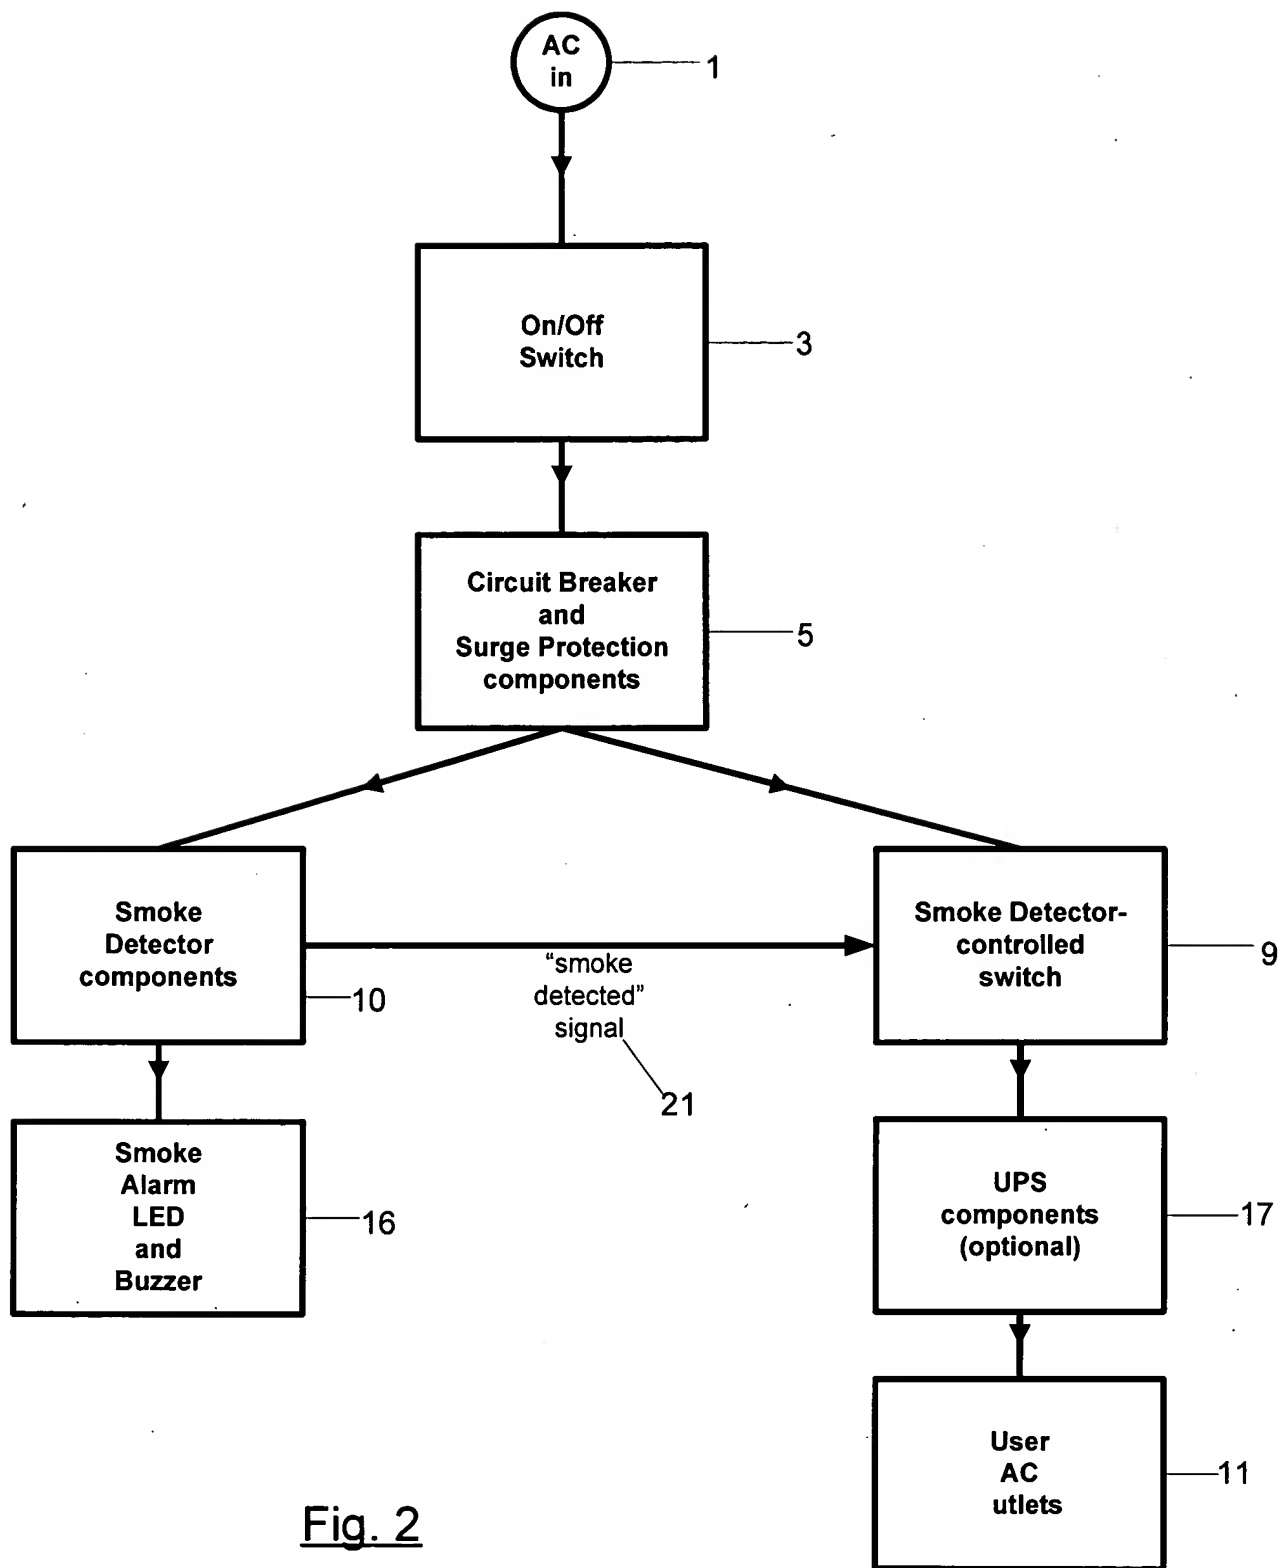 AC
in
1
On/Off
Switch
3
Circuit Breaker
and
Surge Protection
components
5
Smoke
Detector
components
10
"smoke
detected"
signal
21
Smoke Detector-
controlled
switch
9
Smoke
Alarm
LED
and
Buzzer
16
UPS
components
(optional)
17
User
AC
utlets
11
Fig. 2